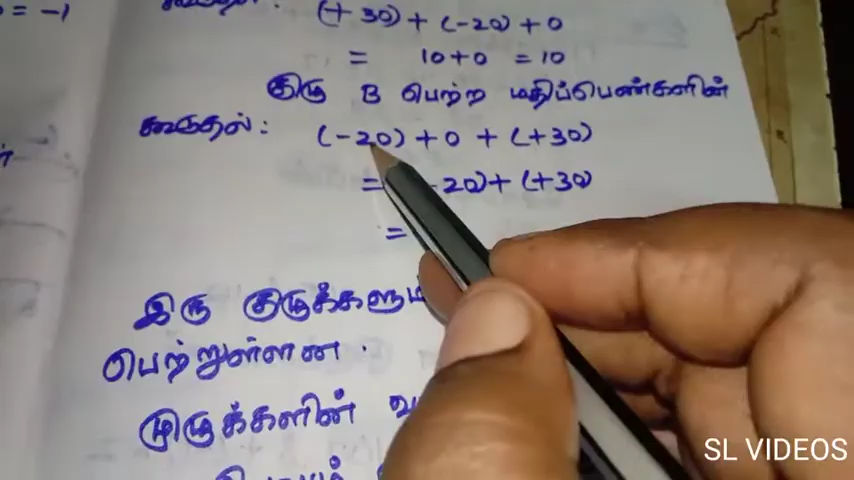 = -1
(+ 30) + (-20) + 0
= 10+0 = 10
குழு B பெற்ற மதிப்பெண்களின்
கூடுதல் : (-20) + 0 + (+30)
= -20) + (+30)
=
இரு குழுக்களும்
பெற்றுள்ளன .
முழுக்களின்
SL VIDEOS